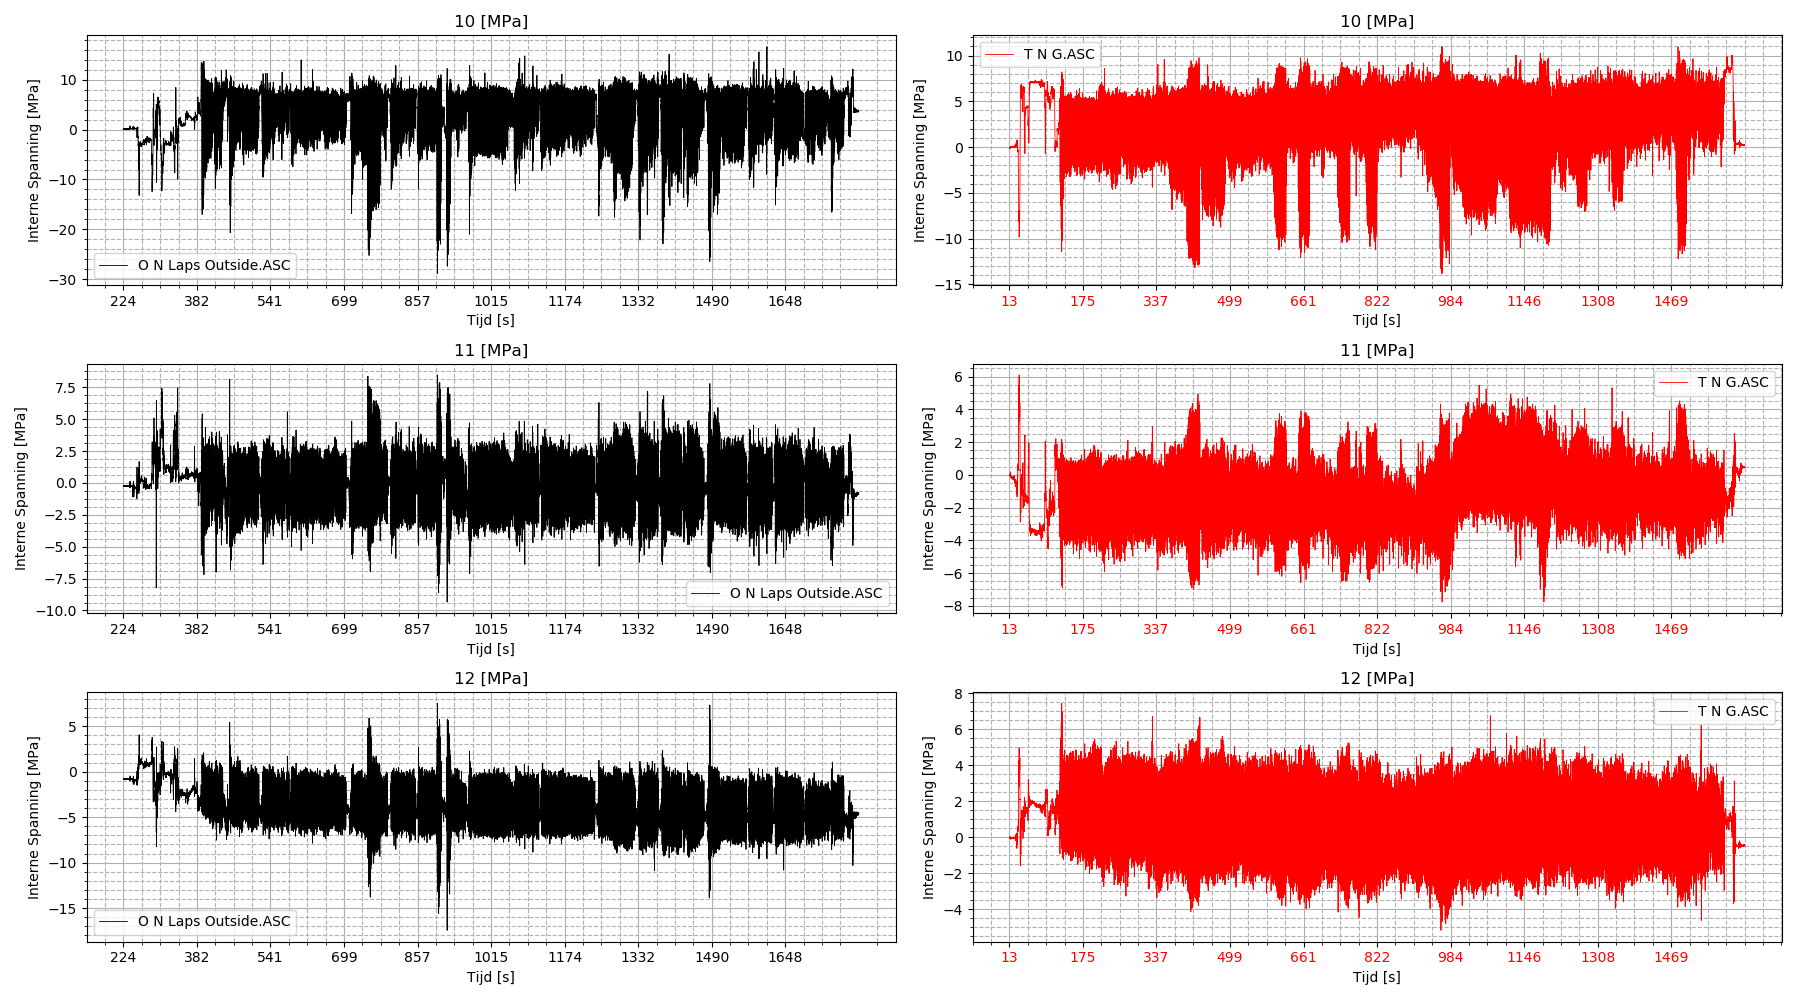 10 [MPa]
Interne Spanning [MPa]
10
0
−10
−20
−30
O N Laps Outside.ASC
224 382 541 699 857 1015 1174 1332 1490 1648
Tijd [s]
10 [MPa]
Interne Spanning [MPa]
10
5
0
−5
−10
−15
T N G.ASC
13 175 337 499 661 822 984 1146 1308 1469
Tijd [s]
11 [MPa]
Interne Spanning [MPa]
7.5
5.0
2.5
0.0
−2.5
−5.0
−7.5
−10.0
O N Laps Outside.ASC
224 382 541 699 857 1015 1174 1332 1490 1648
Tijd [s]
11 [MPa]
Interne Spanning [MPa]
6
4
2
0
−2
−4
−6
−8
T N G.ASC
13 175 337 499 661 822 984 1146 1308 1469
Tijd [s]
12 [MPa]
Interne Spanning [MPa]
5
0
−5
−10
−15
O N Laps Outside.ASC
224 382 541 699 857 1015 1174 1332 1490 1648
Tijd [s]
12 [MPa]
Interne Spanning [MPa]
8
6
4
2
0
−2
−4
T N G.ASC
13 175 337 499 661 822 984 1146 1308 1469
Tijd [s]